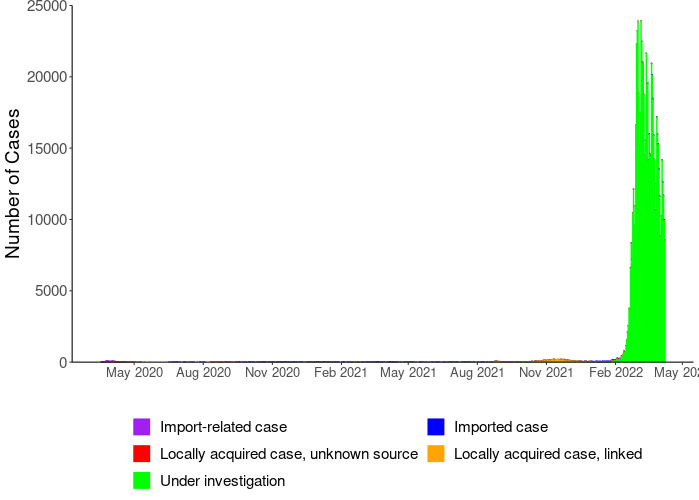 25000
20000
15000
10000
5000
0
Number of Cases
May 2020 Aug 2020 Nov 2020 Feb 2021 May 2021 Aug 2021 Nov 2021 Feb 2022 May 202
Import-related case Imported case
Locally acquired case, unknown source Locally acquired case, linked
Under investigation